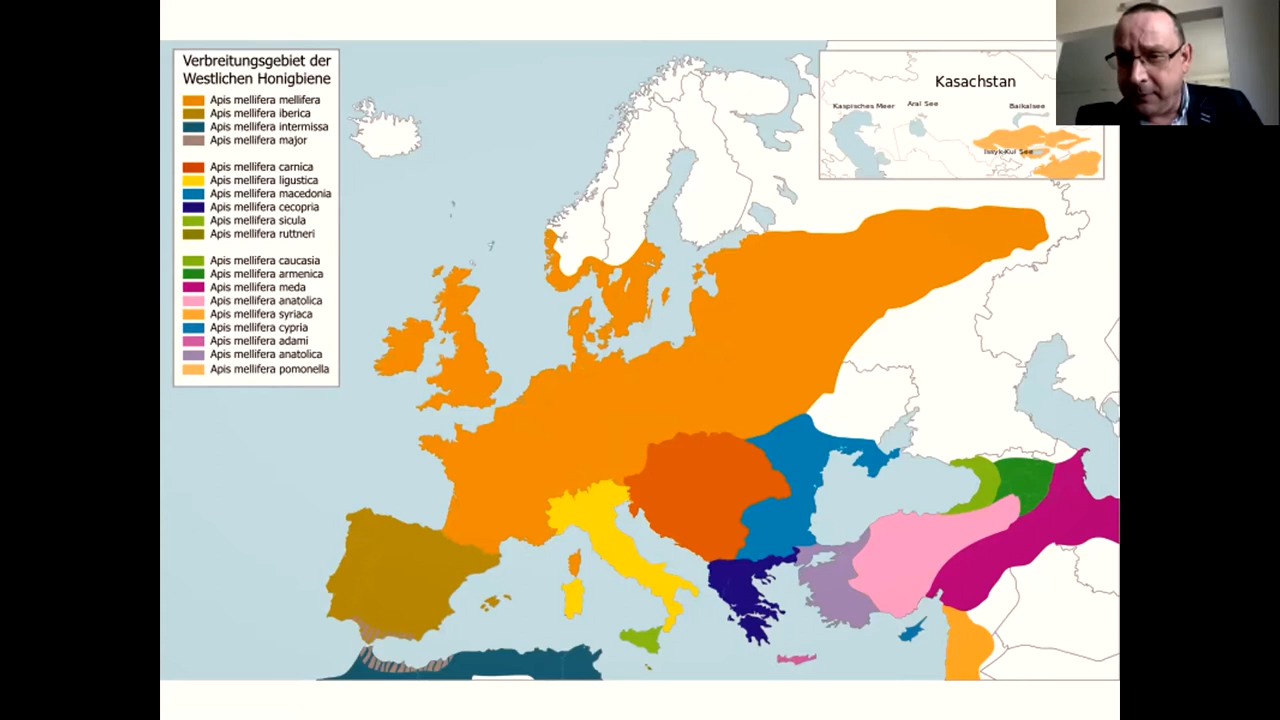 Verbreitungsgebiet der
Westlichen Honigbiene
Apis mellifera mellifera
Apis mellifera iberica
Apis mellifera intermissa
Apis mellifera major
Apis mellifera carnica
Apis mellifera ligustica
Apis mellifera macedonia
Apis mellifera cecopria
Apis mellifera sicula
Apis mellifera ruttneri
Apis mellifera caucasia
Apis mellifera armenica
Apis mellifera meda
Apis mellifera anatolica
Apis mellifera syriaca
Apis mellifera cypria
Apis mellifera adami
Apis mellifera anatolica
Apis mellifera pomonella
Kasachstan
Kaspisches Meer
Aral See
Baikalsee
Issyk-Kul See